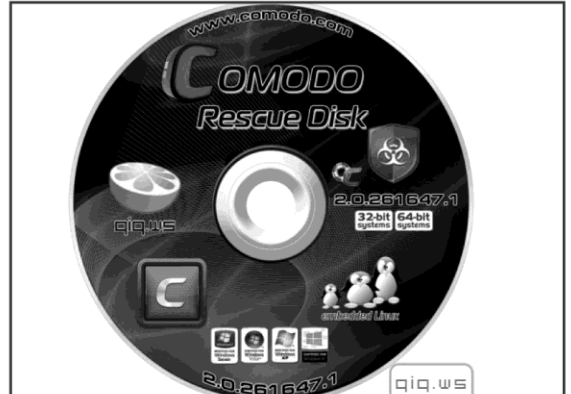 www.comodo.com
COMODO
Rescue Disk
qiq.ws
2.0.261647.1
32-bit systems
64-bit systems
C
embedded Linux
2.0.261647.1
qiq.ws